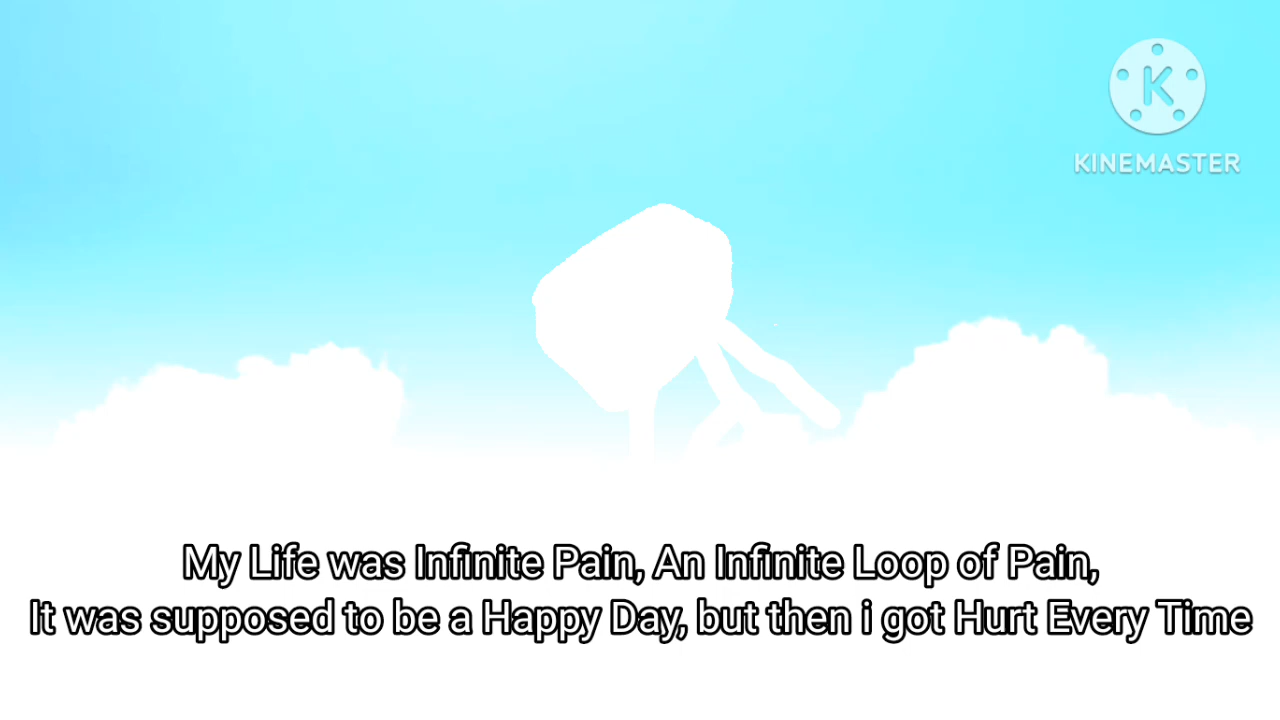 K
KINEMASTER
My Life was Infinite Pain, An Infinite Loop of Pain,
It was supposed to be a Happy Day, but then i got Hurt Every Time